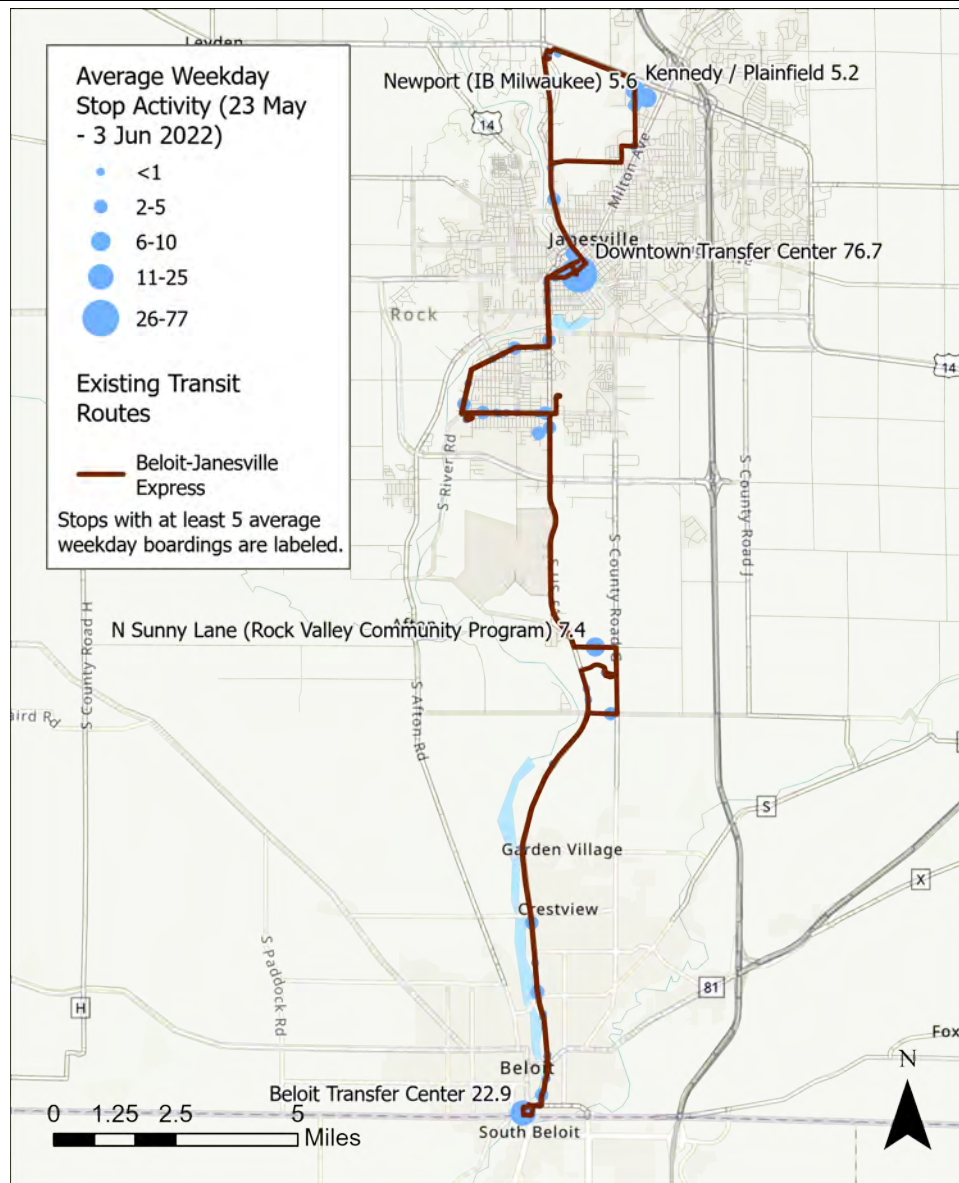 Leyden
Average Weekday
Stop Activity (23 May
- 3 Jun 2022)
<1
2-5
6-10
11-25
26-77
Existing Transit
Routes
Beloit-Janesville
Express
Stops with at least 5 average
weekday boardings are labeled.
Newport (IB Milwaukee) 5.6
Kennedy / Plainfield 5.2
14
Milton Ave
Janesville
Downtown Transfer Center 76.7
Rock
14
S River Rd
S County Road J
S County Road
N Sunny Lane (Rock Valley Community Program) 7.4
S County Road H
S Afton Rd
aird Rd
S
Garden Village
X
Crestview
S Paddock Rd
81
H
Fox
Beloit
N
Beloit Transfer Center 22.9
0 1.25 2.5 5
Miles
South Beloit